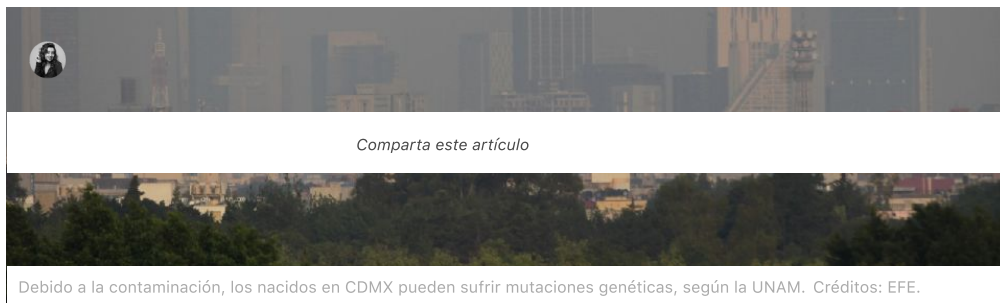 Comparta este artículo
Debido a la contaminación, los nacidos en CDMX pueden sufrir mutaciones genéticas, según la UNAM. Créditos: EFE.